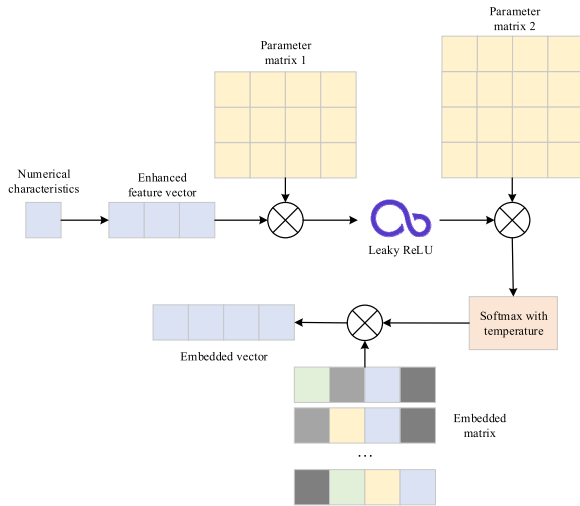 Parameter
matrix 1
Parameter
matrix 2
Numerical
characteristics
Enhanced
feature vector
Leaky ReLU
Softmax with
temperature
Embedded vector
Embedded
matrix
...